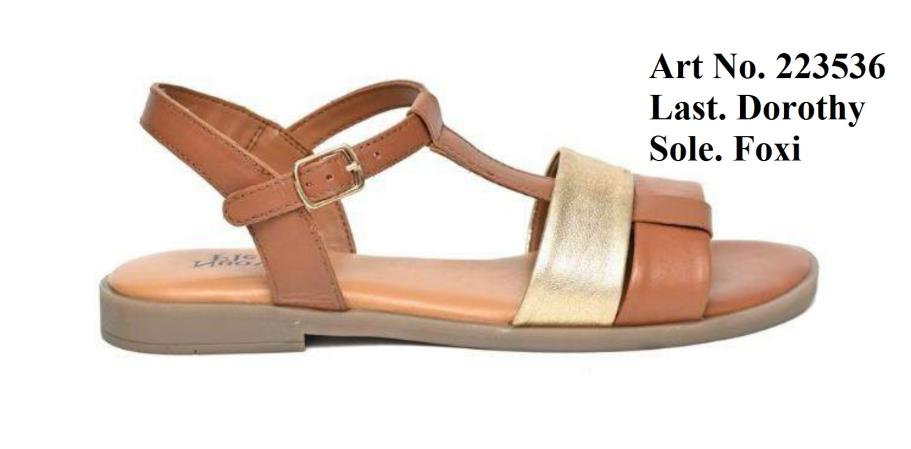 Art No. 223536
Last. Dorothy
Sole. Foxi